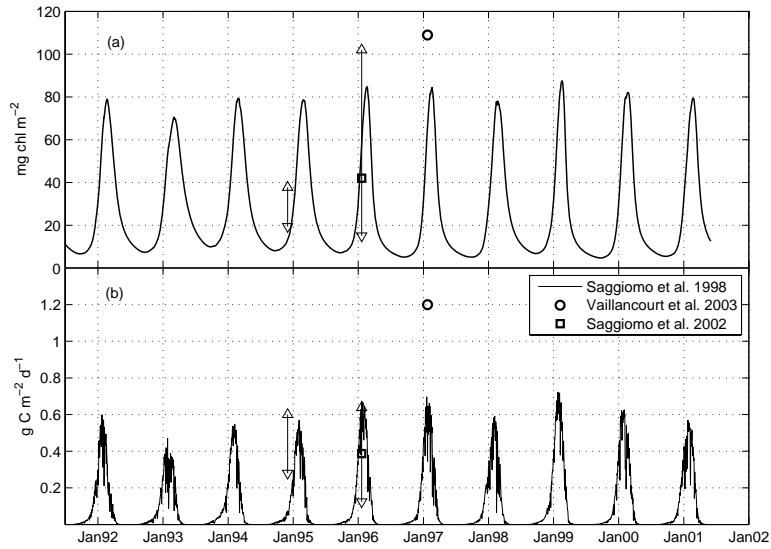 120
(a)
100
80
60
40
20
0
mg chl m−2
(b)
Saggiomo et al. 1998
Vaillancourt et al. 2003
Saggiomo et al. 2002
1.2
1
0.8
0.6
0.4
0.2
g C m−2 d−1
Jan92 Jan93 Jan94 Jan95 Jan96 Jan97 Jan98 Jan99 Jan00 Jan01 Jan02